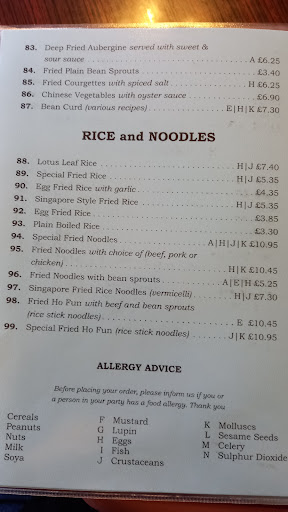 83. Deep Fried Aubergine served with sweet &
sour sauce A £6.25
84. Fried Plain Bean Sprouts £3.40
85. Fried Courgettes with spiced salt H £6.25
86. Chinese Vegetables with oyster sauce £6.90
87. Bean Curd (various recipes) E|H|K £7.30
RICE and NOODLES
88. Lotus Leaf Rice H|J £7.40
89. Special Fried Rice H|J £5.35
90. Egg Fried Rice with garlic £4.35
91. Singapore Style Fried Rice H|J £5.35
92. Egg Fried Rice £3.85
93. Plain Boiled Rice £3.30
94. Special Fried Noodles A|H|J|K £10.95
95. Fried Noodles with choice of (beef, pork or
chicken) H|K £10.45
96. Fried Noodles with bean sprouts A|E|H £5.25
97. Singapore Fried Rice Noodles (vermicelli) H|J £7.30
98. Fried Ho Fun with beef and bean sprouts
(rice stick noodles) E £10.45
99. Special Fried Ho Fun (rice stick noodles) J|K £10.95
ALLERGY ADVICE
Before placing your order, please inform us if you or
a person in your party has a food allergy. Thank you
Cereals F Mustard K Molluscs
Peanuts G Lupin L Sesame Seeds
Nuts H Eggs M Celery
Milk I Fish N Sulphur Dioxide
Soya J Crustaceans